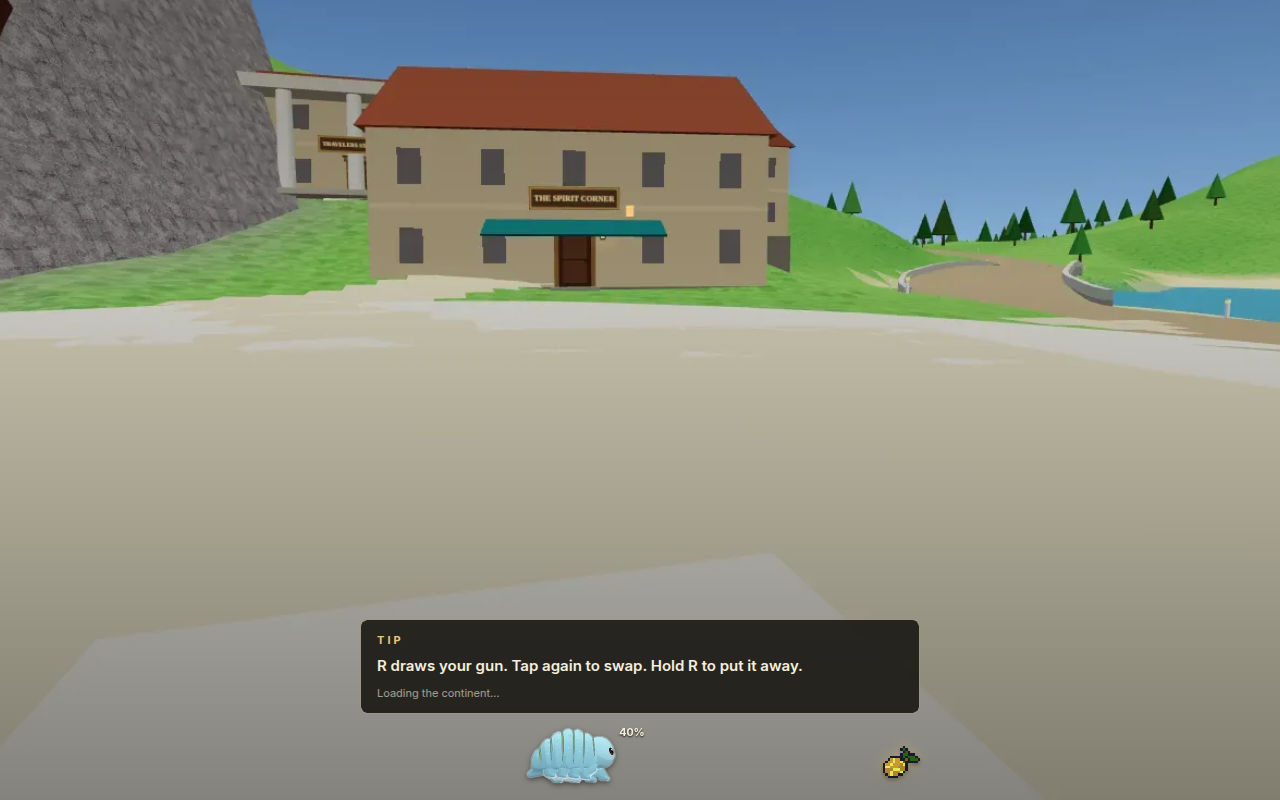 TRAVELERS
THE SPIRIT CORNER
TIP
R draws your gun. Tap again to swap. Hold R to put it away.
Loading the continent...
40%